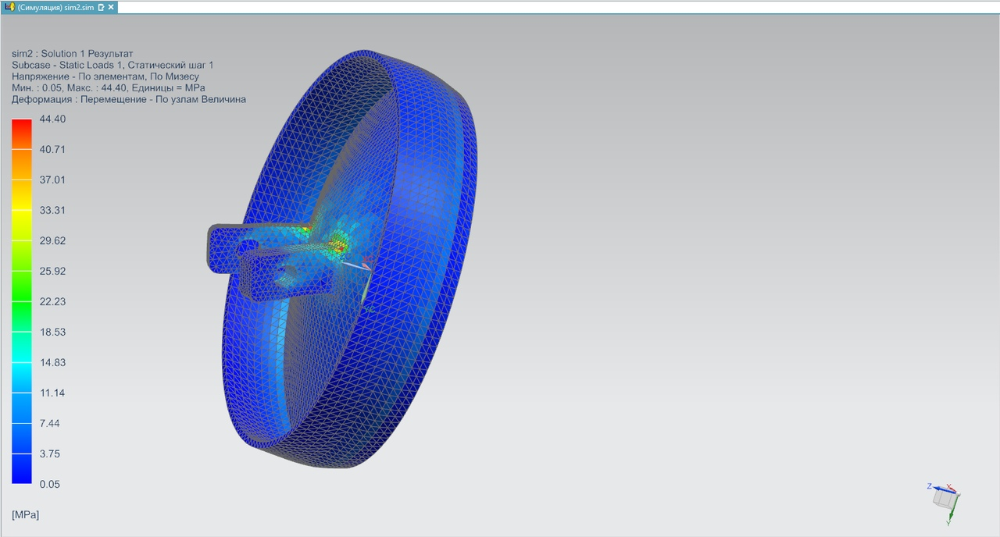 (Симуляция) sim2.sim
sim2 : Solution 1 Результат
Subcase - Static Loads 1, Статический шаг 1
Напряжение - По элементам, По Мизесу
Мин. : 0.05, Макс. : 44.40, Единицы = MPa
Деформация : Перемещение - По узлам Величина
44.40
40.71
37.01
33.31
29.62
25.92
22.23
18.53
14.83
11.14
7.44
3.75
0.05
[MPa]
Z
X
Y